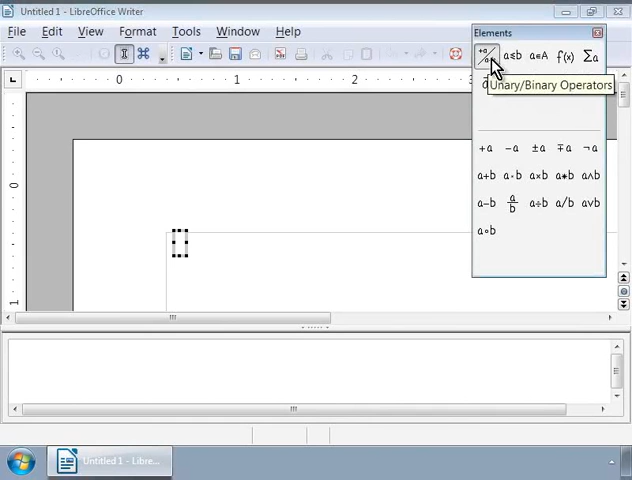 Untitled 1 - LibreOffice Writer
File Edit View Format Tools Window Help
Elements
+a/a+b a≤b a∈A f(x) Σa
Unary/Binary Operators
0 1 2 3
+a -a ±a ∓a ¬a
a+b a·b a×b a∗b a∧b
a-b a/b a÷b a/b a∨b
a∘b
0
1
Untitled 1 - Libre...